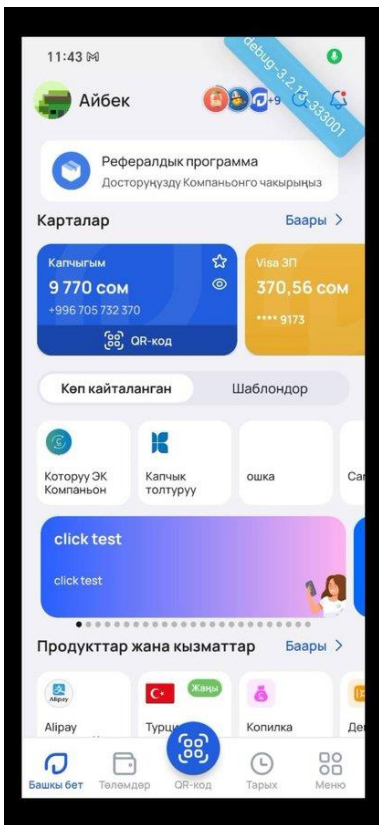 11:43
debug-3.2.13-333001
Айбек
+9
Рефералдык программа
Досторуңузду Компаньонго чакырыңыз
Карталар
Баары >
Капчыгым
9 770 сом
+996 705 732 370
QR-код
Visa ЗП
370,56 сом
**** 9173
Көп кайталанган
Шаблондор
Которуу ЭК
Компаньон
Капчык
толтуруу
ошка
click test
click test
Продукттар жана кызматтар
Баары >
Alipay
Жаңы
Alipay
Копилка
Башкы бет
Төлөмдөр
QR-код
Тарых
Меню